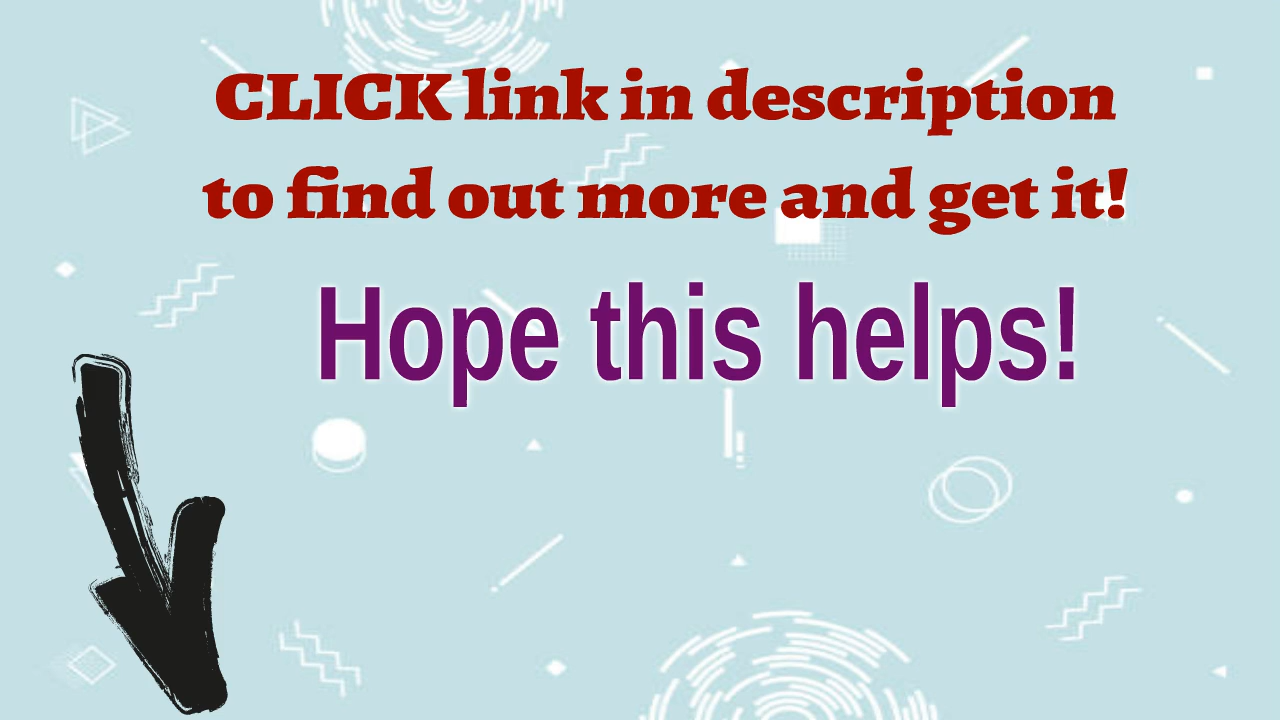 CLICK link in description
to find out more and get it!
Hope this helps!